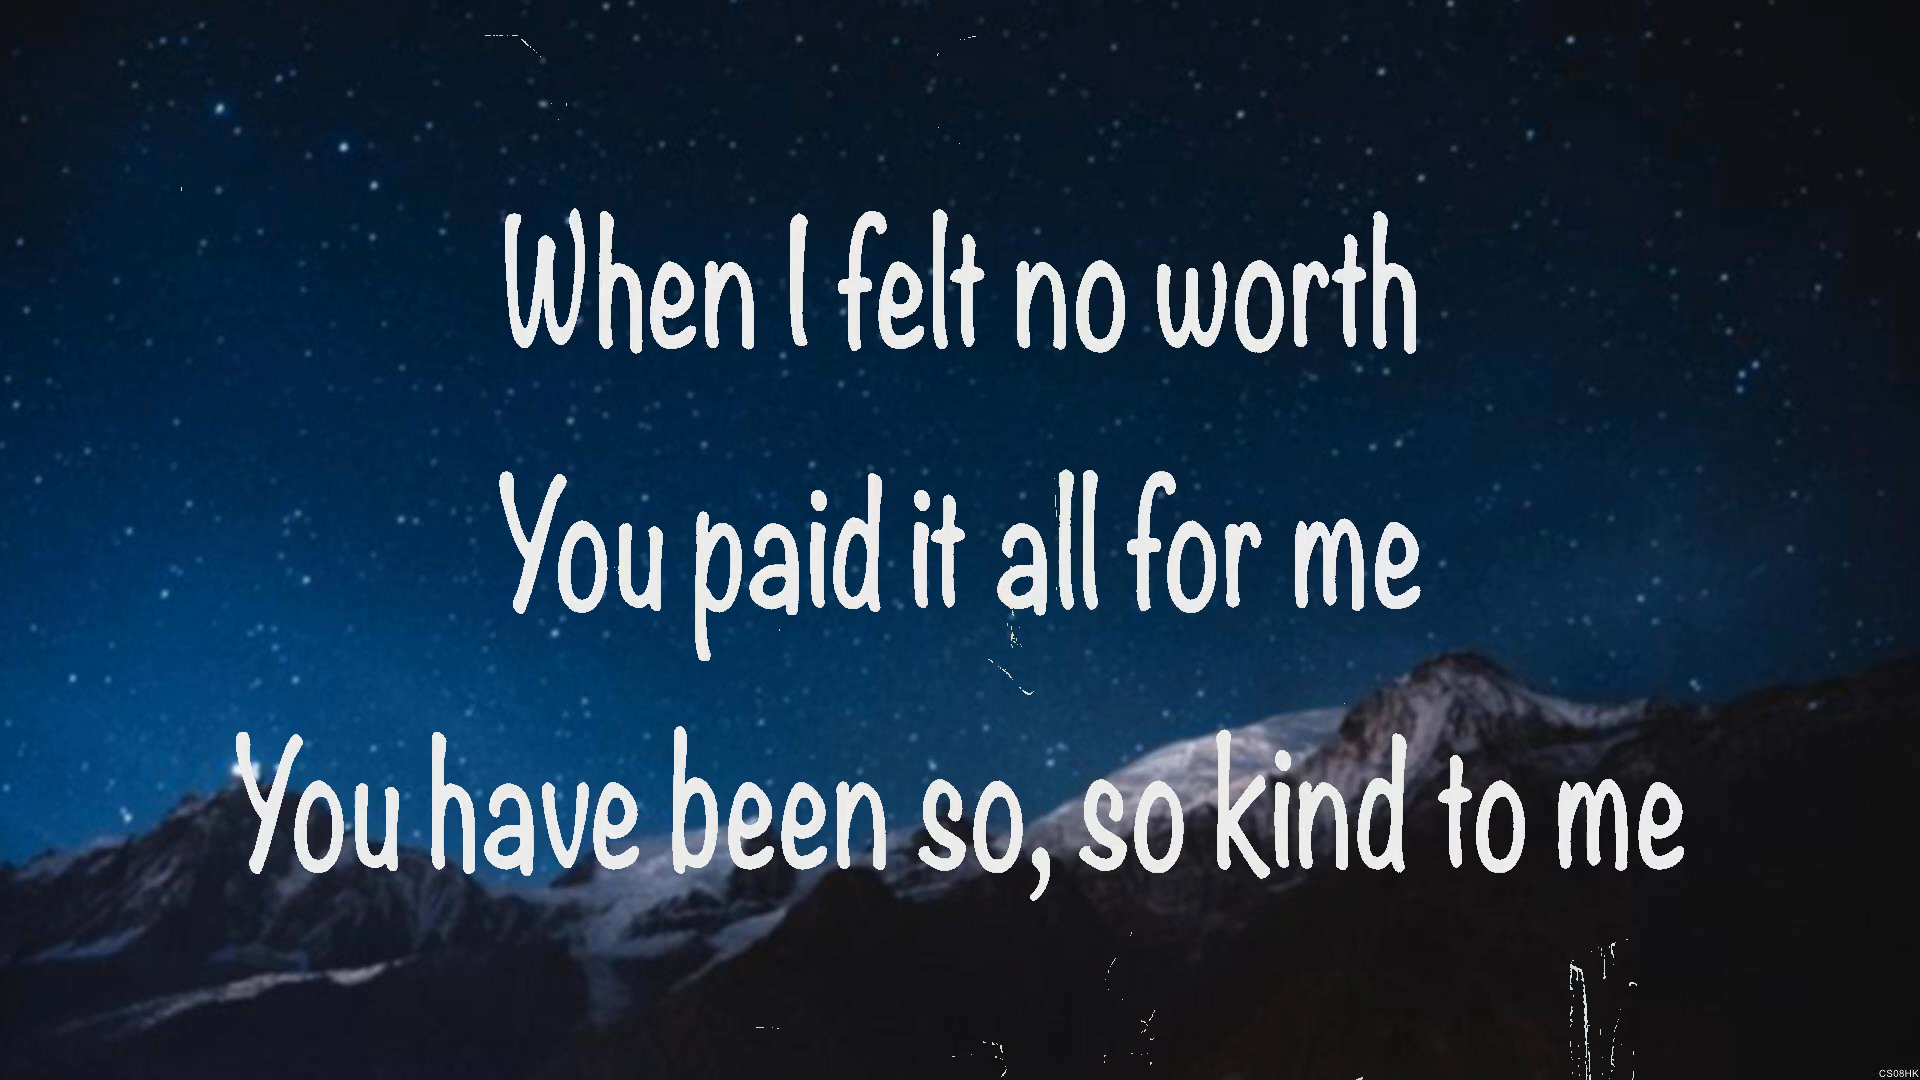 When I felt no worth
You paid it all for me
You have been so, so kind to me
CS08HK